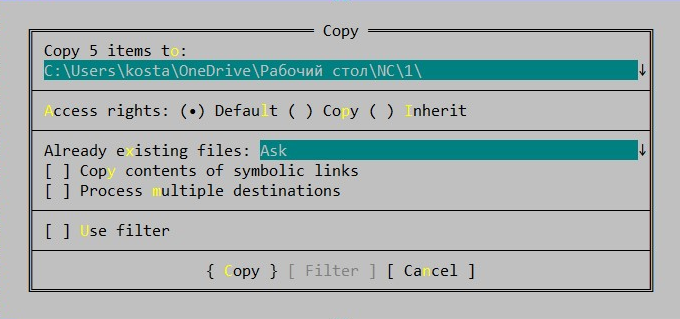 Copy
Copy 5 items to:
C:\Users\kosta\OneDrive\Рабочий стол\NC\1\ ↓
Access rights: (•) Default ( ) Copy ( ) Inherit
Already existing files: Ask ↓
[ ] Copy contents of symbolic links
[ ] Process multiple destinations
[ ] Use filter
{ Copy } [ Filter ] [ Cancel ]